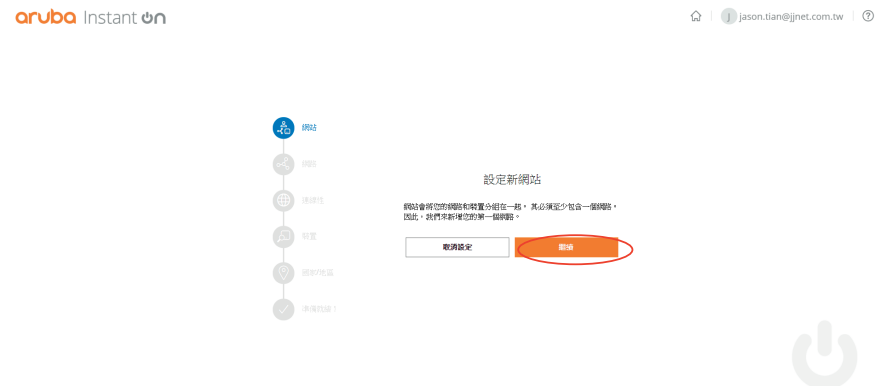 aruba Instant On
J
jason.tian@jjnet.com.tw
網站
網路
連線性
裝置
國家/地區
準備就緒！
設定新網站
網站會將您的網路和裝置分組在一起。 其必須至少包含一個網路。
因此，我們來新增您的第一個網路。
取消設定
繼續